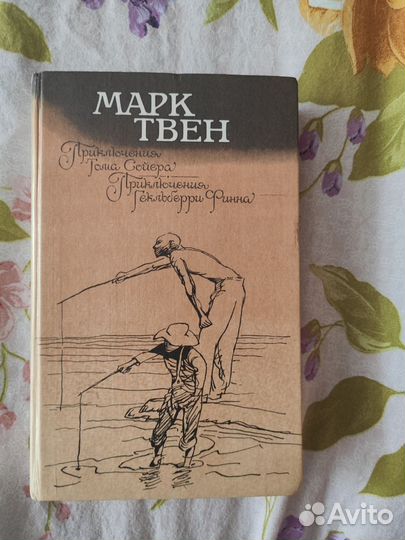 МАРК
ТВЕН
Приключения
Тома Сойера
Приключения
Гекльберри Финна
Avito